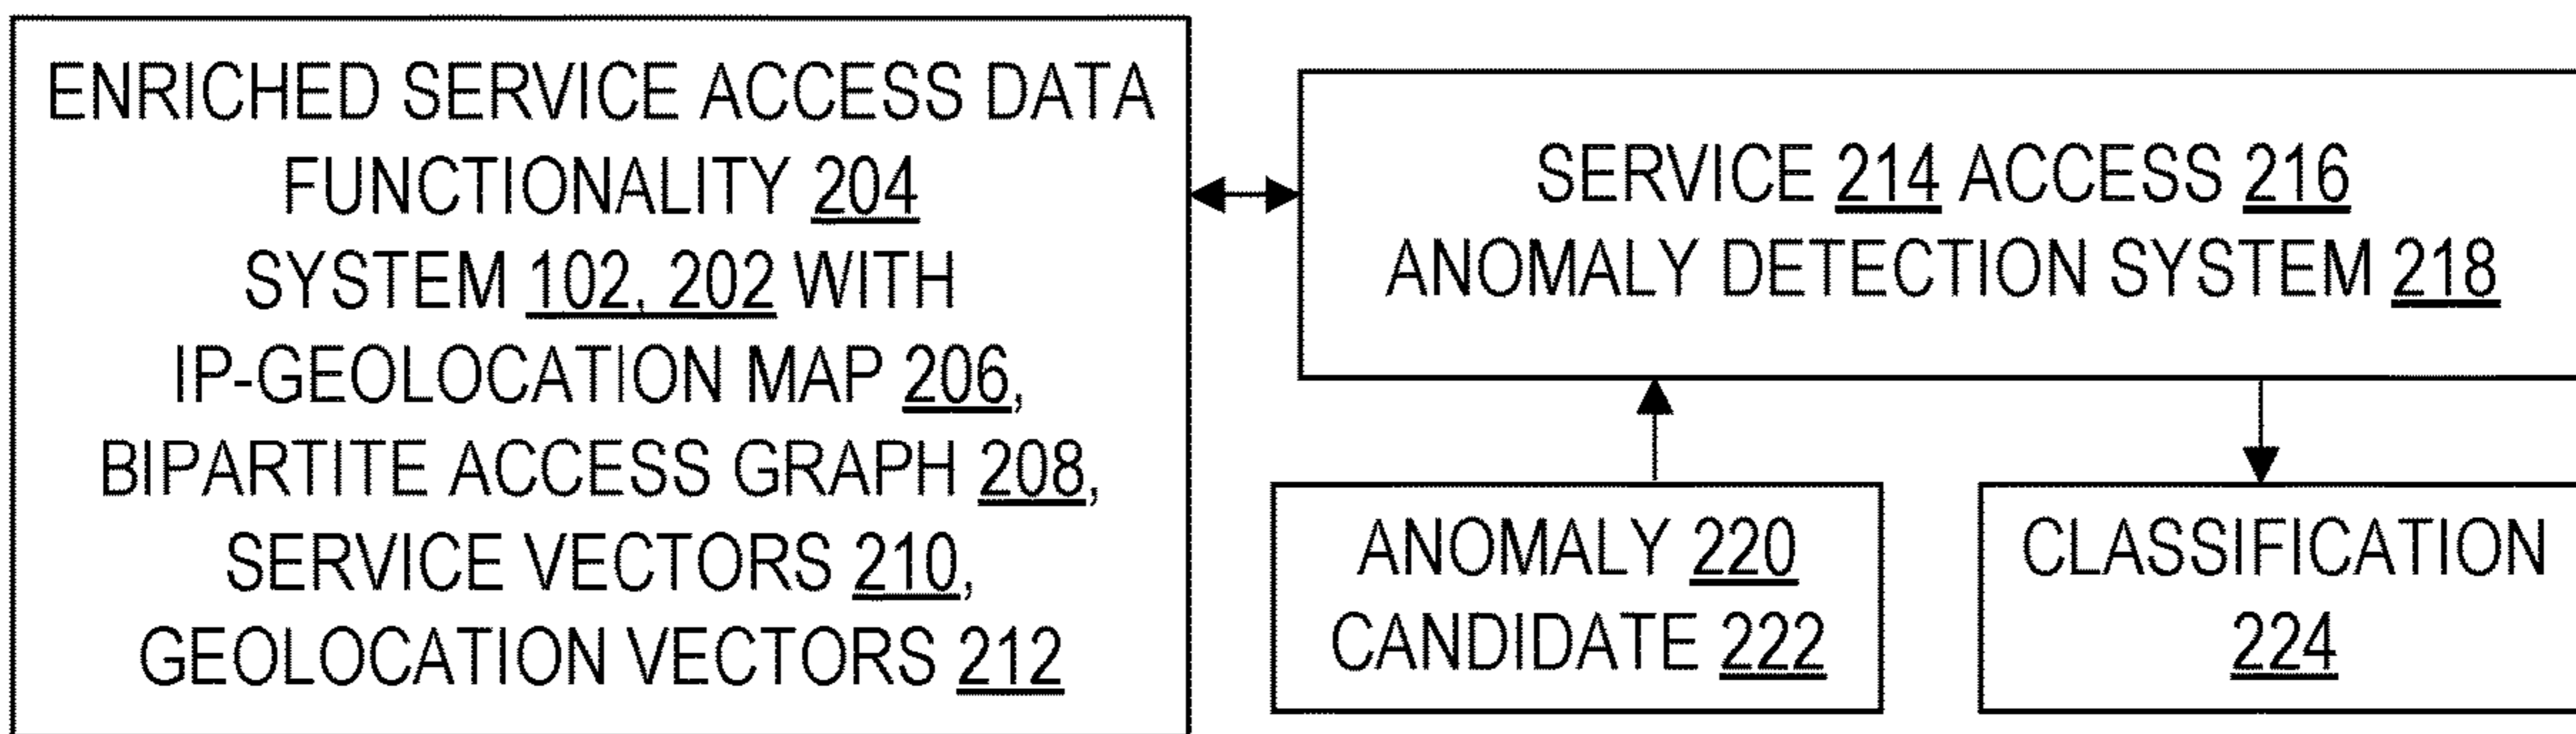 ENRICHED SERVICE ACCESS DATA
FUNCTIONALITY 204
SYSTEM 102, 202 WITH
IP-GEOLOCATION MAP 206,
BIPARTITE ACCESS GRAPH 208,
SERVICE VECTORS 210,
GEOLOCATION VECTORS 212
SERVICE 214 ACCESS 216
ANOMALY DETECTION SYSTEM 218
ANOMALY 220
CANDIDATE 222
CLASSIFICATION
224